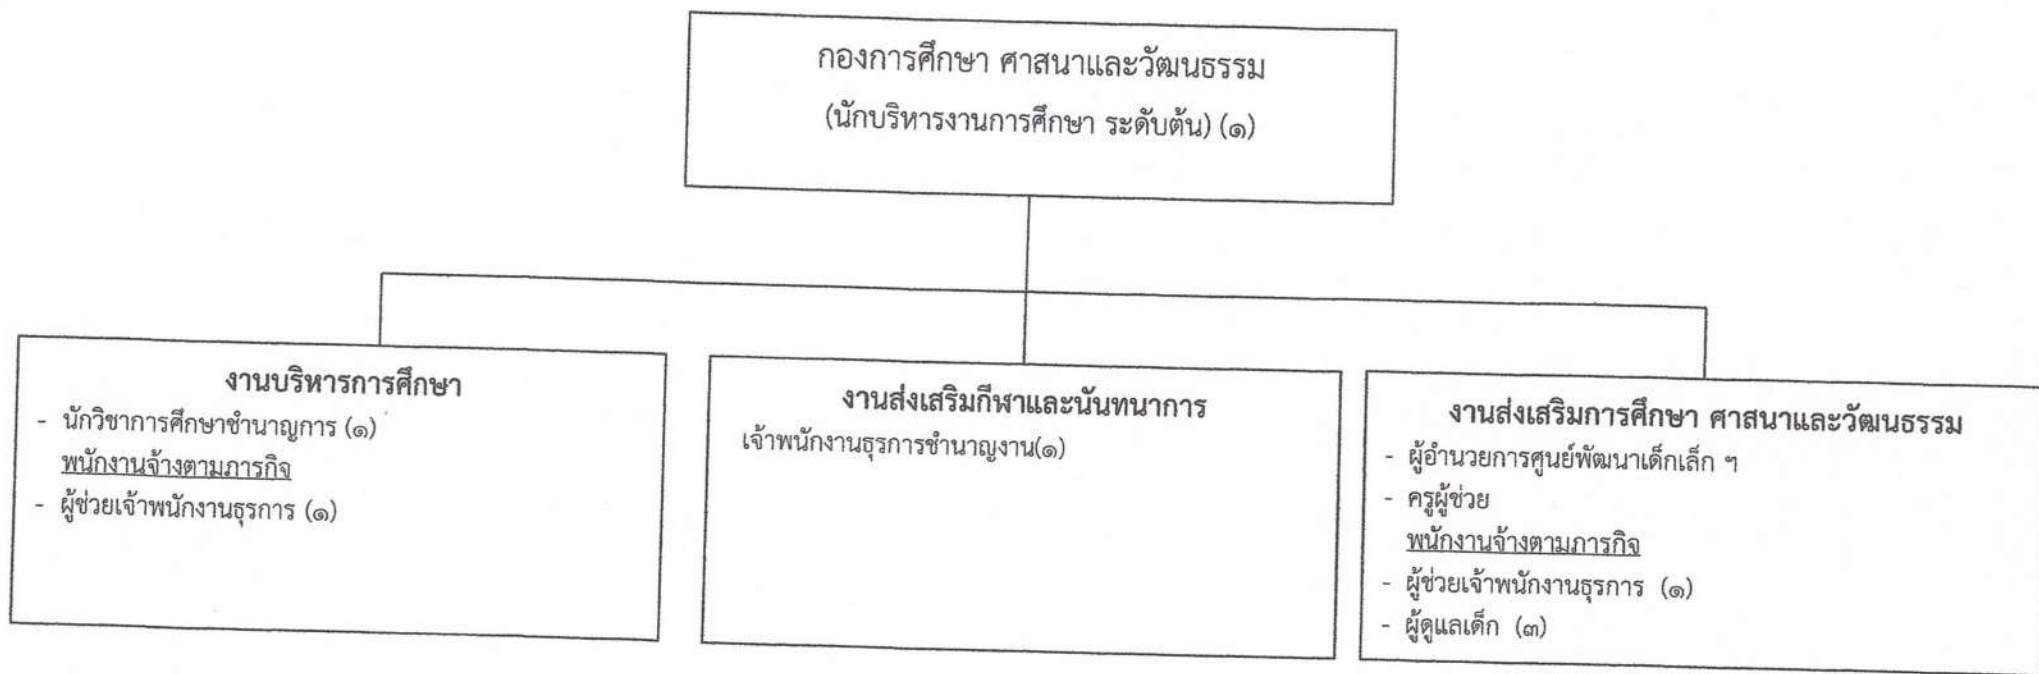 กองการศึกษา ศาสนาและวัฒนธรรม
(นักบริหารงานการศึกษา ระดับต้น) (๑)
งานบริหารการศึกษา
- นักวิชาการศึกษาชำนาญการ (๑)
พนักงานจ้างตามภารกิจ
- ผู้ช่วยเจ้าพนักงานธุรการ (๑)
งานส่งเสริมกีฬาและนันทนาการ
เจ้าพนักงานธุรการชำนาญงาน(๑)
งานส่งเสริมการศึกษา ศาสนาและวัฒนธรรม
- ผู้อำนวยการศูนย์พัฒนาเด็กเล็ก ฯ
- ครูผู้ช่วย
พนักงานจ้างตามภารกิจ
- ผู้ช่วยเจ้าพนักงานธุรการ (๑)
- ผู้ดูแลเด็ก (๓)